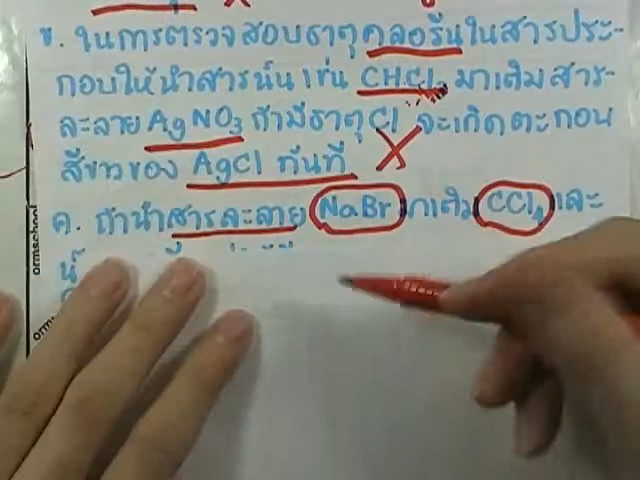 ข. ในการตรวจสอบธาตุคลอรีนในสารประ-
กอบให้นำสารนั้น เช่น CHCl₃ มาเติมสาร-
ละลาย AgNO₃ ถ้ามีธาตุ Cl จะเกิดตะกอน
สีขาวของ AgCl ทันที
ค. ถ้านำสารละลาย NaBr มาเติม CCl₄ และ
น้
ormschool
orms